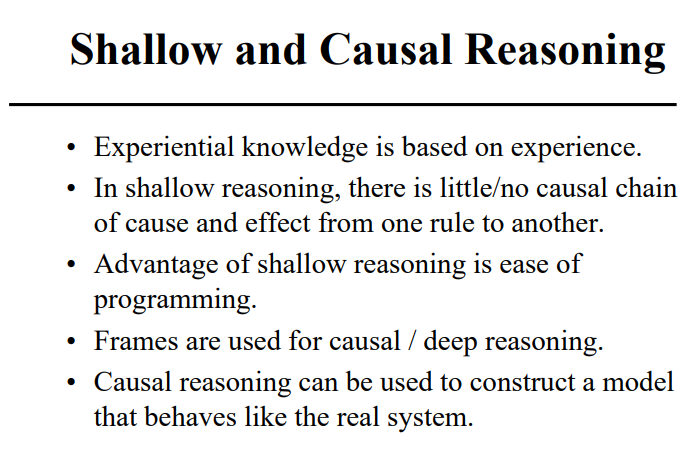 Shallow and Causal Reasoning
• Experiential knowledge is based on experience.
• In shallow reasoning, there is little/no causal chain
of cause and effect from one rule to another.
• Advantage of shallow reasoning is ease of
programming.
• Frames are used for causal / deep reasoning.
• Causal reasoning can be used to construct a model
that behaves like the real system.